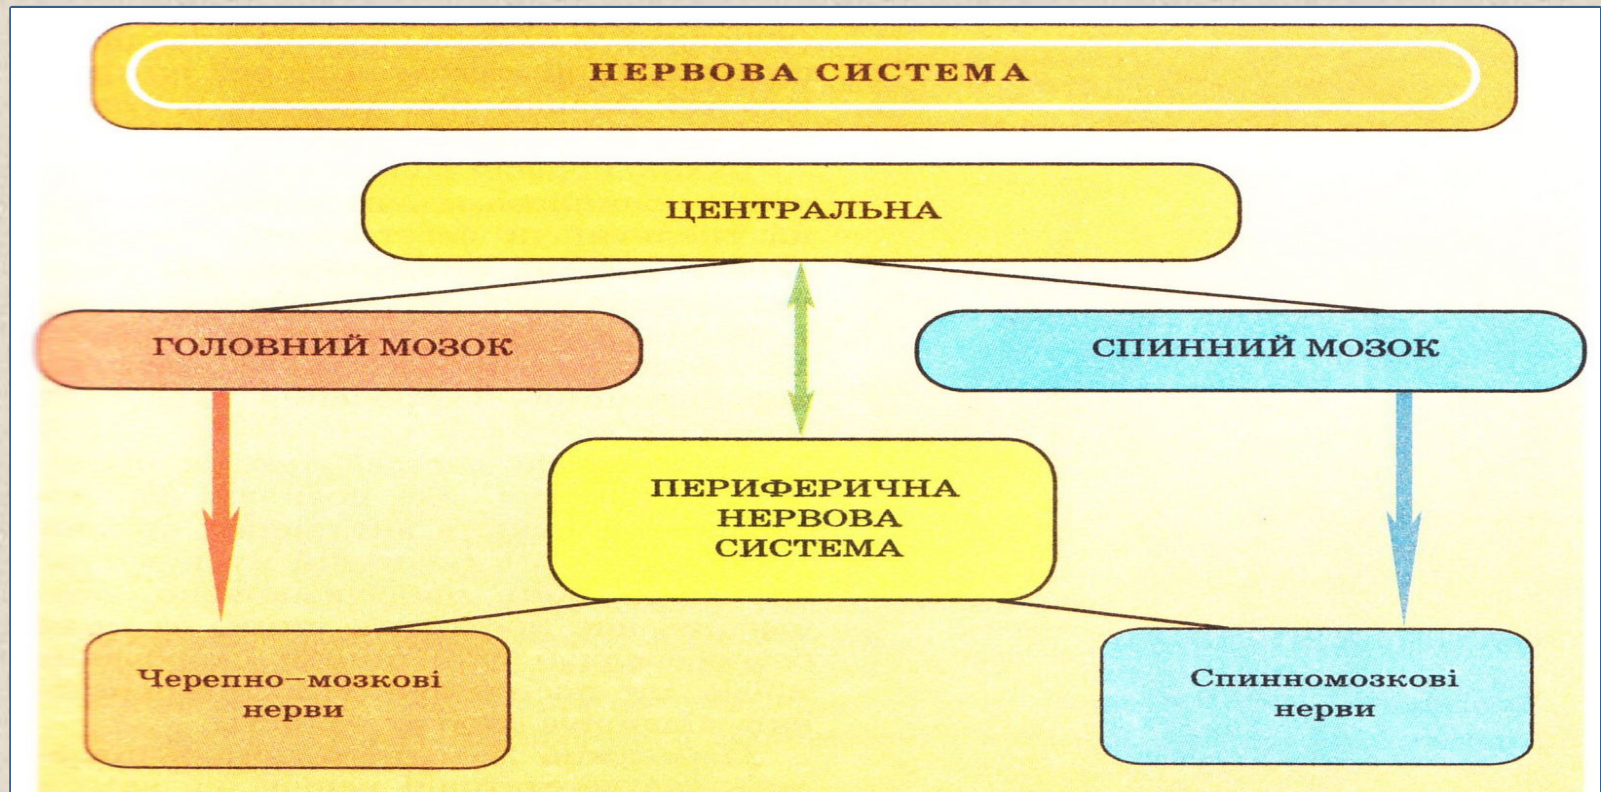 НЕРВОВА СИСТЕМА
ЦЕНТРАЛЬНА
ГОЛОВНИЙ МОЗОК
СПИННИЙ МОЗОК
ПЕРИФЕРИЧНА
НЕРВОВА
СИСТЕМА
Черепно–мозкові
нерви
Спинномозкові
нерви